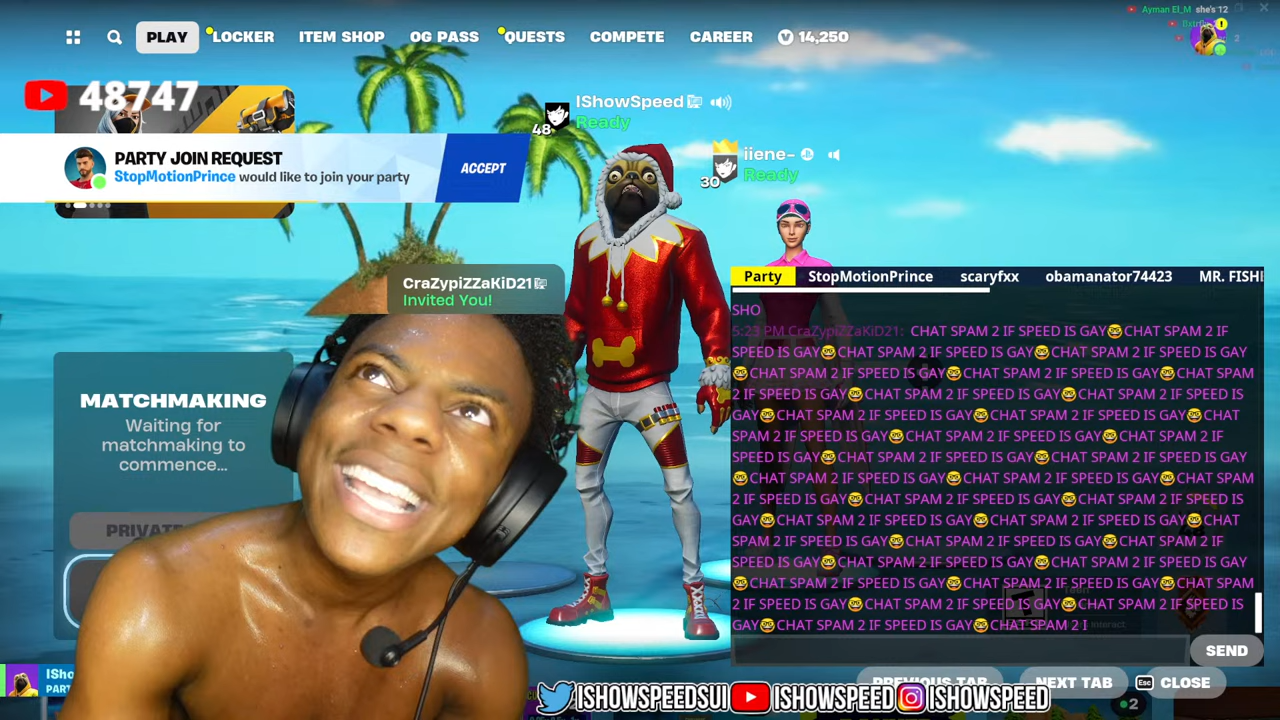 Ayman El_M she's 12
PLAY
LOCKER
ITEM SHOP
OG PASS
QUESTS
COMPETE
CAREER
14,250
48747
IShowSpeed
48
Ready
iiene-
30
Ready
PARTY JOIN REQUEST
StopMotionPrince would like to join your party
ACCEPT
CraZypiZZaKiD21
Invited You!
Party
StopMotionPrince
scaryfxx
obamanator74423
MR. FISHI
SHO
5:23 PM CraZypiZZaKiD21: CHAT SPAM 2 IF SPEED IS GAY🤓CHAT SPAM 2 IF
SPEED IS GAY🤓CHAT SPAM 2 IF SPEED IS GAY🤓CHAT SPAM 2 IF SPEED IS GAY
🤓CHAT SPAM 2 IF SPEED IS GAY🤓CHAT SPAM 2 IF SPEED IS GAY🤓CHAT SPAM
2 IF SPEED IS GAY🤓CHAT SPAM 2 IF SPEED IS GAY🤓CHAT SPAM 2 IF SPEED IS
GAY🤓CHAT SPAM 2 IF SPEED IS GAY🤓CHAT SPAM 2 IF SPEED IS GAY🤓CHAT
SPAM 2 IF SPEED IS GAY🤓CHAT SPAM 2 IF SPEED IS GAY🤓CHAT SPAM 2 IF
SPEED IS GAY🤓CHAT SPAM 2 IF SPEED IS GAY🤓CHAT SPAM 2 IF SPEED IS GAY
🤓CHAT SPAM 2 IF SPEED IS GAY🤓CHAT SPAM 2 IF SPEED IS GAY🤓CHAT SPAM
2 IF SPEED IS GAY🤓CHAT SPAM 2 IF SPEED IS GAY🤓CHAT SPAM 2 IF SPEED IS
GAY🤓CHAT SPAM 2 IF SPEED IS GAY🤓CHAT SPAM 2 IF SPEED IS GAY🤓CHAT
SPAM 2 IF SPEED IS GAY🤓CHAT SPAM 2 IF SPEED IS GAY🤓CHAT SPAM 2 IF
SPEED IS GAY🤓CHAT SPAM 2 IF SPEED IS GAY🤓CHAT SPAM 2 IF SPEED IS GAY
🤓CHAT SPAM 2 IF SPEED IS GAY🤓CHAT SPAM 2 IF SPEED IS GAY🤓CHAT SPAM
2 IF SPEED IS GAY🤓CHAT SPAM 2 IF SPEED IS GAY🤓CHAT SPAM 2 IF SPEED IS
GAY🤓CHAT SPAM 2 IF SPEED IS GAY🤓CHAT SPAM 2 I
MATCHMAKING
Waiting for
matchmaking to
commence...
PRIVATE
SEND
PREVIOUS TAB
NEXT TAB
Esc CLOSE
2
ISho
PAR
ISHOWSPEEDSUI
ISHOWSPEED
ISHOWSPEED